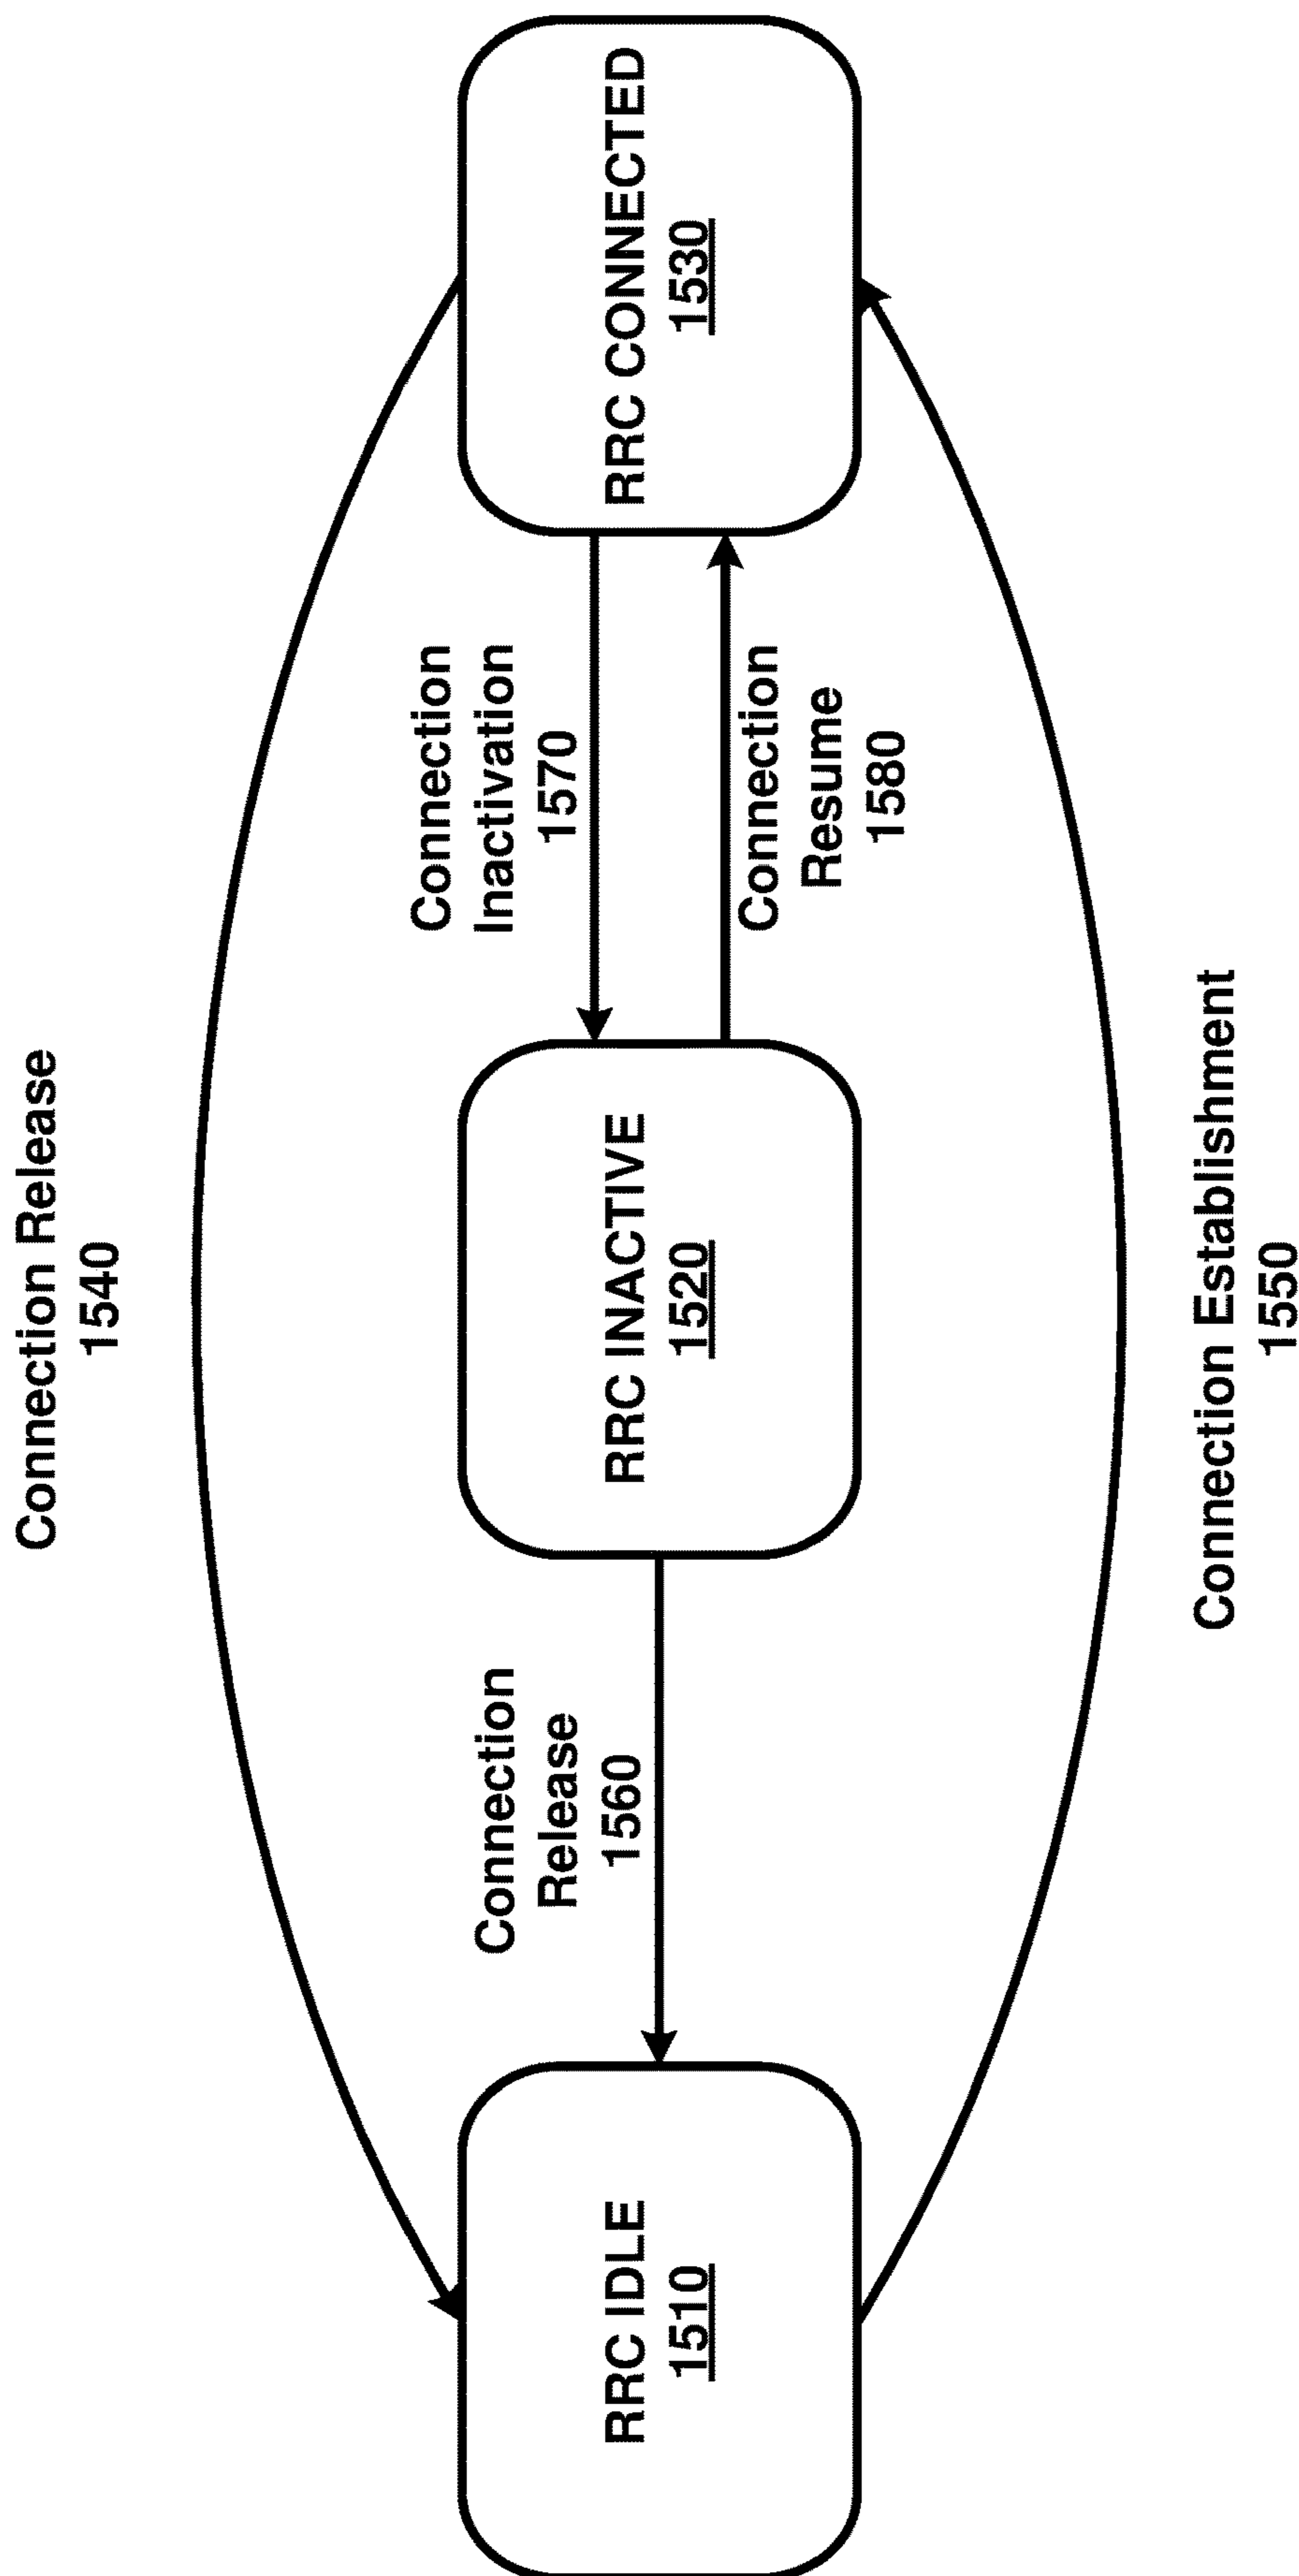 Connection Release
1540
Connection
Inactivation
1570
Connection
Release
1560
RRC IDLE
1510
RRC INACTIVE
1520
RRC CONNECTED
1530
Connection
Resume
1580
Connection Establishment
1550